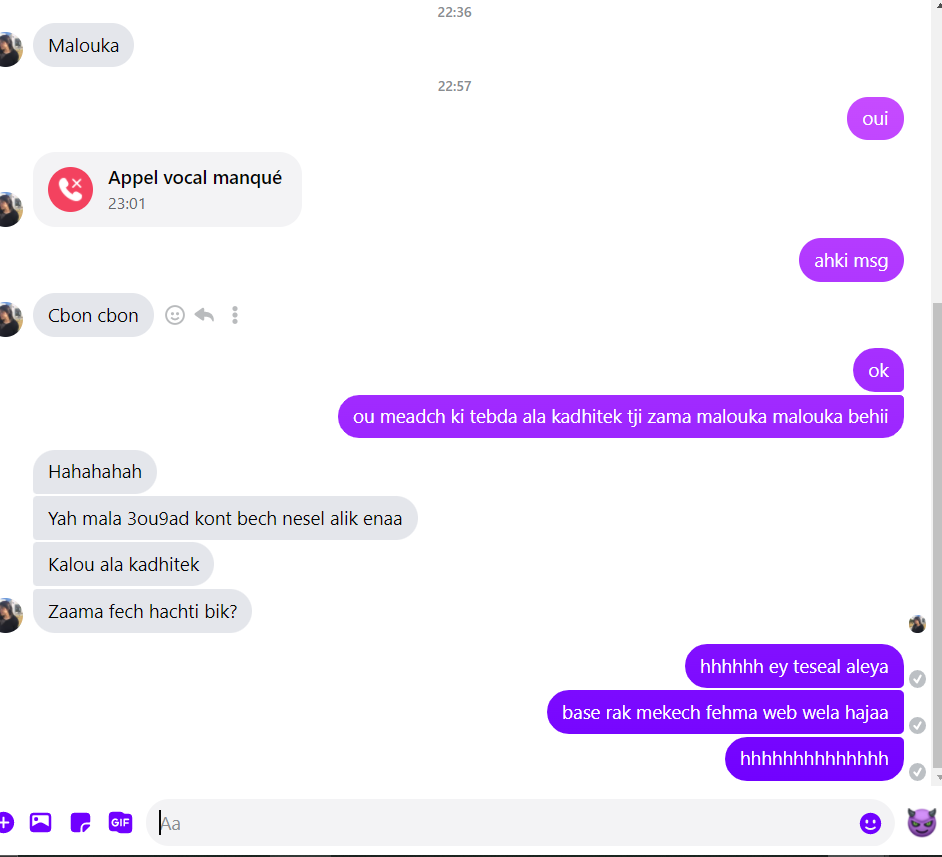 22:36
Malouka
22:57
oui
Appel vocal manqué
23:01
ahki msg
Cbon cbon
ok
ou meadch ki tebda ala kadhitek tji zama malouka malouka behii
Hahahahah
Yah mala 3ou9ad kont bech nesel alik enaa
Kalou ala kadhitek
Zaama fech hachti bik?
hhhhhh ey teseal aleya
base rak mekech fehma web wela hajaa
hhhhhhhhhhhhhh
GIF
Aa